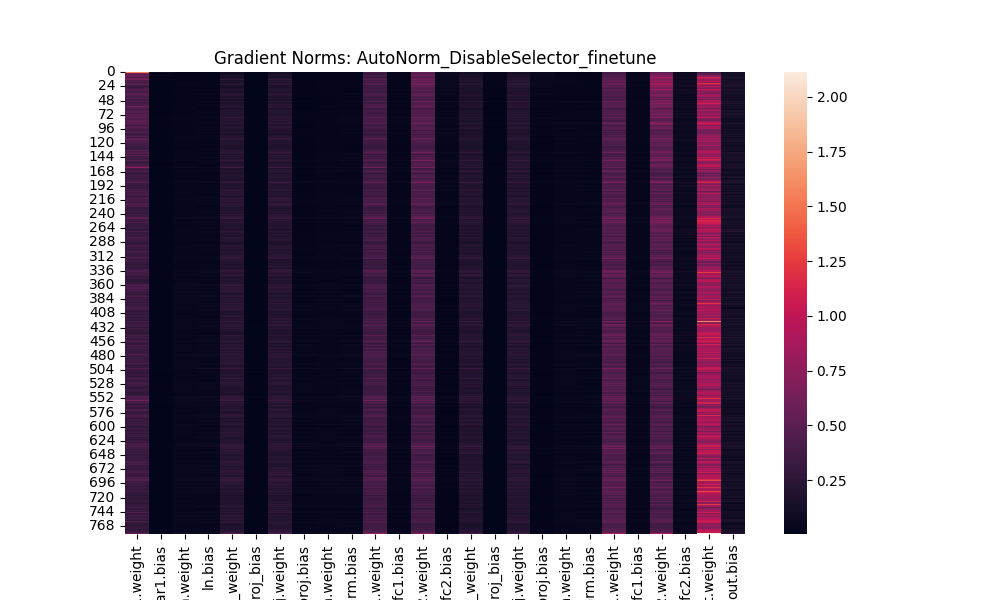 Gradient Norms: AutoNorm_DisableSelector_finetune
0
24
48
72
96
120
144
168
192
216
240
264
288
312
336
360
384
408
432
456
480
504
528
552
576
600
624
648
672
696
720
744
768
2.00
1.75
1.50
1.25
1.00
0.75
0.50
0.25
.weight
ar1.bias
.weight
ln.bias
_weight
roj_bias
.weight
roj.bias
.weight
rm.bias
.weight
fc1.bias
.weight
fc2.bias
_weight
roj_bias
.weight
proj.bias
.weight
rm.bias
.weight
fc1.bias
.weight
fc2.bias
.weight
out.bias